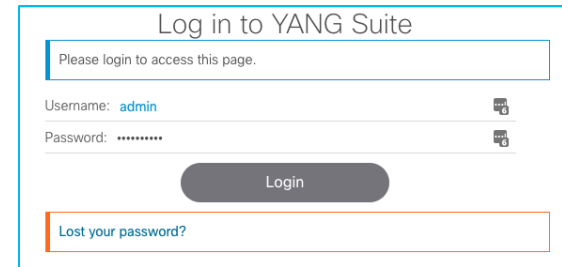 Log in to YANG Suite
Please login to access this page.
Username: admin
Password: ••••••••••
Login
Lost your password?